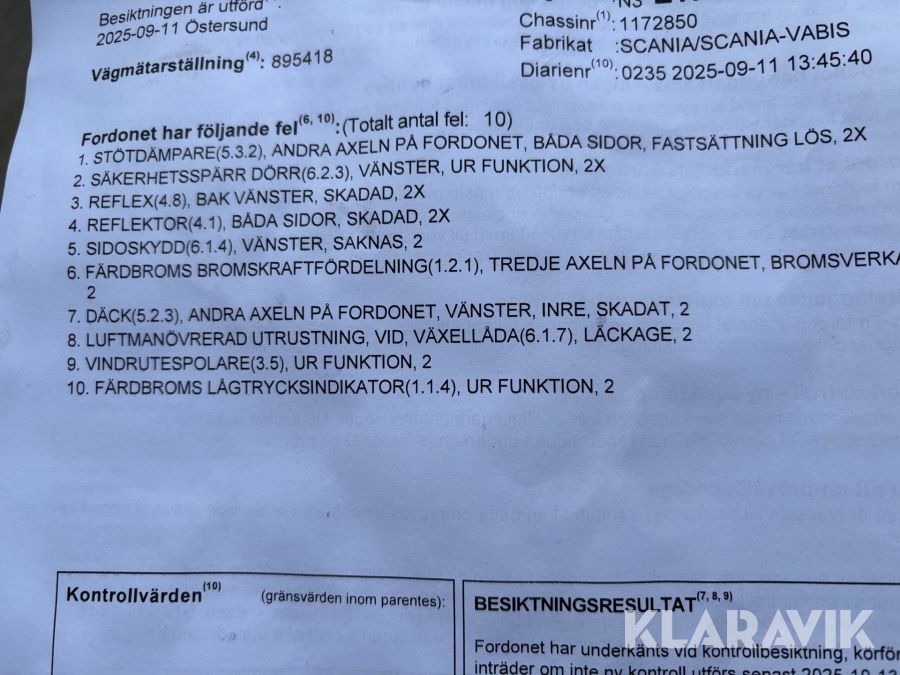 Besiktningen är utförd
2025-09-11 Östersund
Vägmätarställning(4): 895418
N3
Chassinr(1): 1172850
Fabrikat :SCANIA/SCANIA-VABIS
Diarienr(10):0235 2025-09-11 13:45:40
Fordonet har följande fel(6, 10):(Totalt antal fel: 10)
1. STÖTDÄMPARE(5.3.2), ANDRA AXELN PÅ FORDONET, BÅDA SIDOR, FASTSÄTTNING LÖS, 2X
2. SÄKERHETSSPÄRR DÖRR(6.2.3), VÄNSTER, UR FUNKTION, 2X
3. REFLEX(4.8), BAK VÄNSTER, SKADAD, 2X
4. REFLEKTOR(4.1), BÅDA SIDOR, SKADAD, 2X
5. SIDOSKYDD(6.1.4), VÄNSTER, SAKNAS, 2
6. FÄRDBROMS BROMSKRAFTFÖRDELNING(1.2.1), TREDJE AXELN PÅ FORDONET, BROMSVERKA
2
7. DÄCK(5.2.3), ANDRA AXELN PÅ FORDONET, VÄNSTER, INRE, SKADAT, 2
8. LUFTMANÖVRERAD UTRUSTNING, VID, VÄXELLÅDA(6.1.7), LÄCKAGE, 2
9. VINDRUTESPOLARE(3.5), UR FUNKTION, 2
10. FÄRDBROMS LÅGTRYCKSINDIKATOR(1.1.4), UR FUNKTION, 2
Kontrollvärden(10) (gränsvärden inom parentes):
BESIKTNINGSRESULTAT(7, 8, 9)
Fordonet har underkänts vid kontrollbesiktning, körför
inträder om inte ny kontroll utförs senast 2025-10-13
KLARAVIK